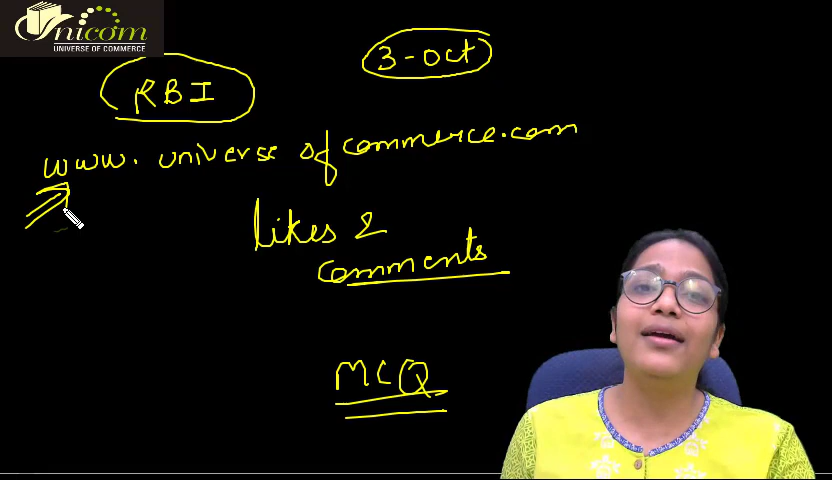 Unicom
UNIVERSE OF COMMERCE
3-Oct
RBI
www.universe of commerce.com
likes &
comments
MCQ